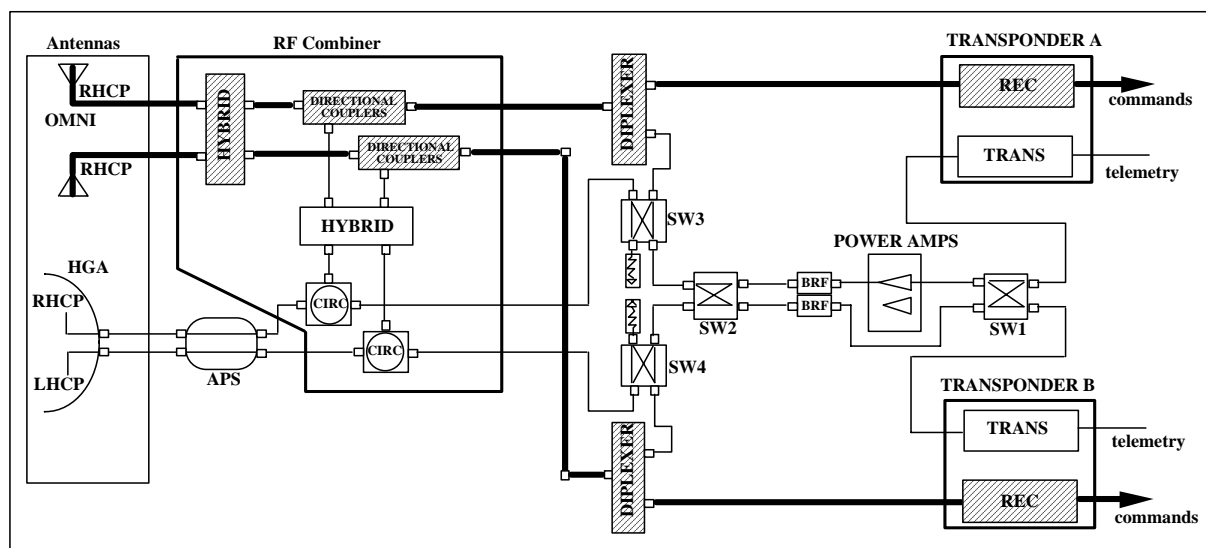 Antennas
RF Combiner
TRANSPONDER A
RHCP
OMNI
RHCP
HYBRID
DIRECTIONAL
COUPLERS
DIRECTIONAL
COUPLERS
DIPLEXER
REC
commands
TRANS
telemetry
HYBRID
SW3
POWER AMPS
HGA
RHCP
LHCP
APS
CIRC
CIRC
BRF
BRF
SW2
SW1
SW4
TRANSPONDER B
TRANS
telemetry
DIPLEXER
REC
commands